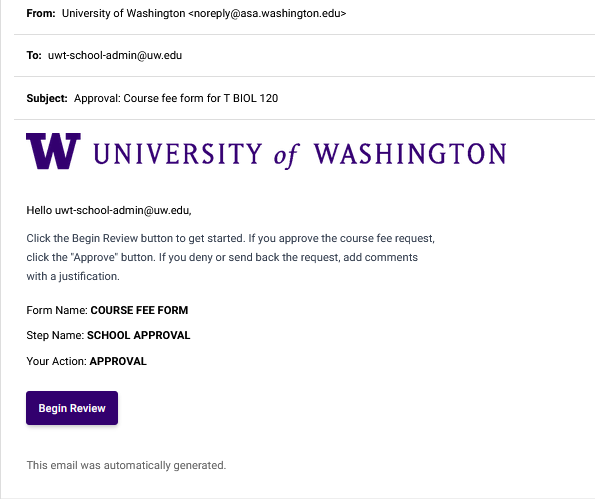 From: University of Washington <noreply@asa.washington.edu>
To: uwt-school-admin@uw.edu
Subject: Approval: Course fee form for T BIOL 120
W UNIVERSITY of WASHINGTON
Hello uwt-school-admin@uw.edu,
Click the Begin Review button to get started. If you approve the course fee request,
click the "Approve" button. If you deny or send back the request, add comments
with a justification.
Form Name: COURSE FEE FORM
Step Name: SCHOOL APPROVAL
Your Action: APPROVAL
Begin Review
This email was automatically generated.